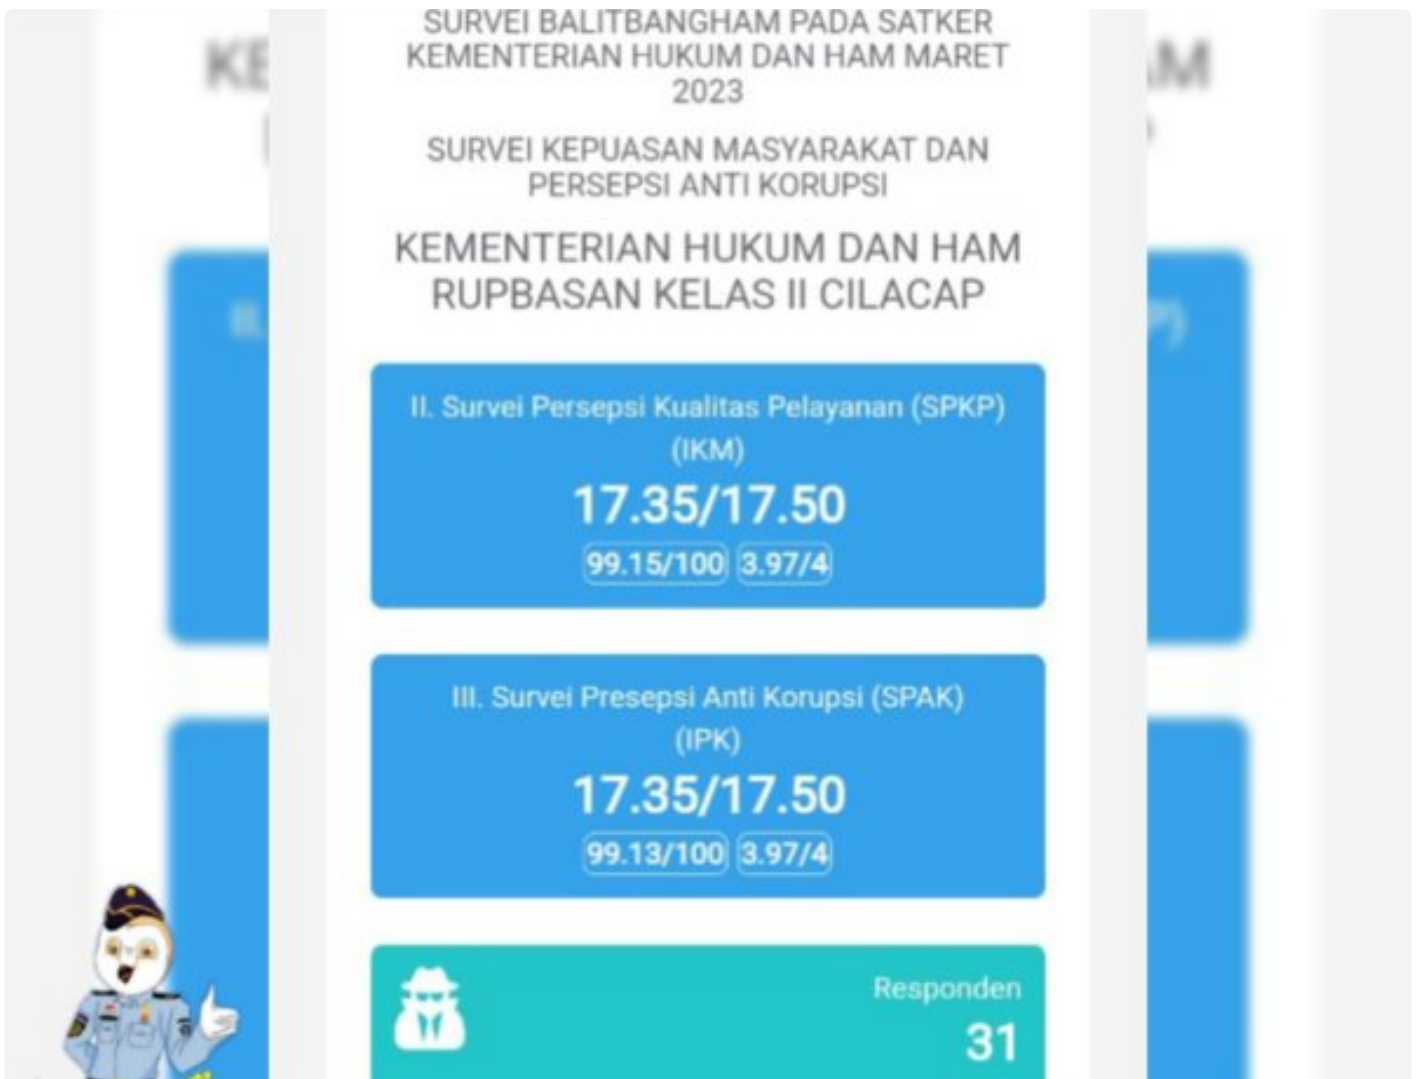 SURVEI BALITBANGHAM PADA SATKER
KEMENTERIAN HUKUM DAN HAM MARET
2023
SURVEI KEPUASAN MASYARAKAT DAN
PERSEPSI ANTI KORUPSI
KEMENTERIAN HUKUM DAN HAM
RUPBASAN KELAS II CILACAP
II. Survei Persepsi Kualitas Pelayanan (SPKP)
(IKM)
17.35/17.50
99.15/100 3.97/4
III. Survei Presepsi Anti Korupsi (SPAK)
(IPK)
17.35/17.50
99.13/100 3.97/4
Responden
31